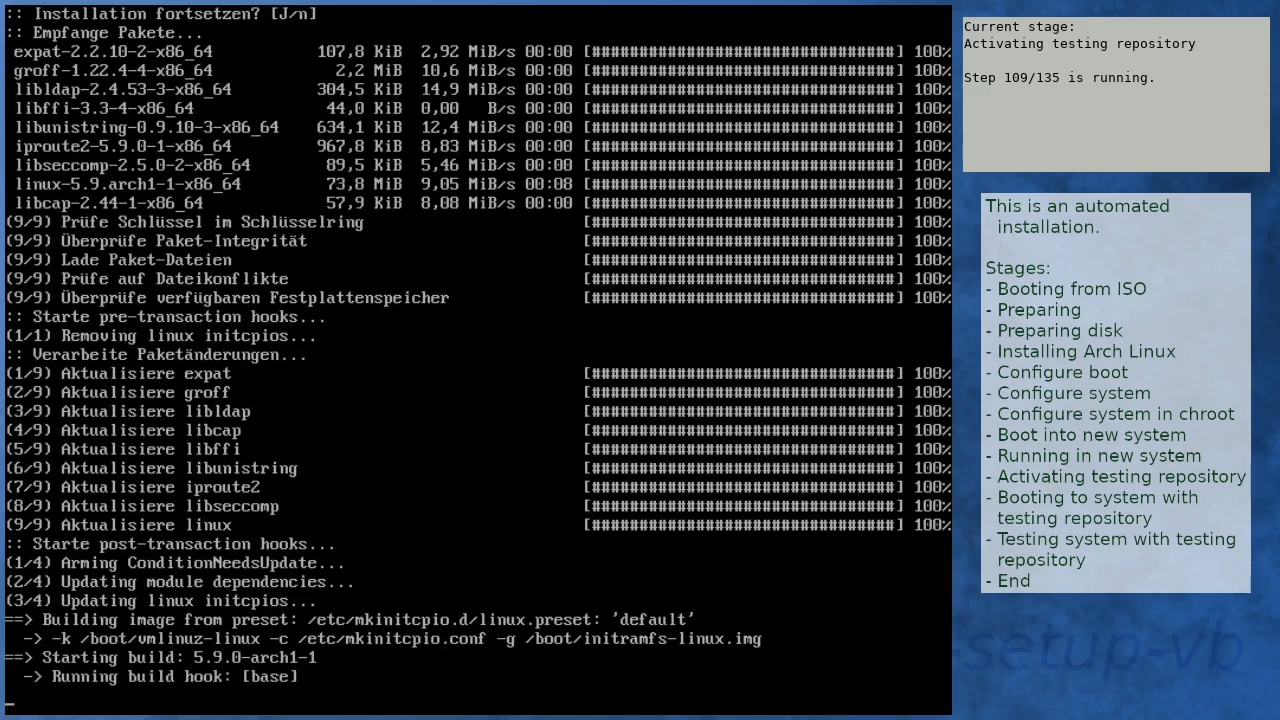 :: Installation fortsetzen? [J/n]
:: Empfange Pakete...
expat-2.2.10-2-x86_64 107,8 KiB 2,92 MiB/s 00:00 [################################] 100%
groff-1.22.4-4-x86_64 2,2 MiB 10,6 MiB/s 00:00 [################################] 100%
libldap-2.4.53-3-x86_64 304,5 KiB 14,9 MiB/s 00:00 [################################] 100%
libffi-3.3-4-x86_64 44,0 KiB 0,00 B/s 00:00 [################################] 100%
libunistring-0.9.10-3-x86_64 634,1 KiB 12,4 MiB/s 00:00 [################################] 100%
iproute2-5.9.0-1-x86_64 967,8 KiB 8,83 MiB/s 00:00 [################################] 100%
libseccomp-2.5.0-2-x86_64 89,5 KiB 5,46 MiB/s 00:00 [################################] 100%
linux-5.9.arch1-1-x86_64 73,8 MiB 9,05 MiB/s 00:08 [################################] 100%
libcap-2.44-1-x86_64 57,9 KiB 8,08 MiB/s 00:00 [################################] 100%
(9/9) Prüfe Schlüssel im Schlüsselring [################################] 100%
(9/9) Überprüfe Paket-Integrität [################################] 100%
(9/9) Lade Paket-Dateien [################################] 100%
(9/9) Prüfe auf Dateikonflikte [################################] 100%
(9/9) Überprüfe verfügbaren Festplattenspeicher [################################] 100%
:: Starte pre-transaction hooks...
(1/1) Removing linux initcpios...
:: Verarbeite Paketänderungen...
(1/9) Aktualisiere expat [################################] 100%
(2/9) Aktualisiere groff [################################] 100%
(3/9) Aktualisiere libldap [################################] 100%
(4/9) Aktualisiere libcap [################################] 100%
(5/9) Aktualisiere libffi [################################] 100%
(6/9) Aktualisiere libunistring [################################] 100%
(7/9) Aktualisiere iproute2 [################################] 100%
(8/9) Aktualisiere libseccomp [################################] 100%
(9/9) Aktualisiere linux [################################] 100%
:: Starte post-transaction hooks...
(1/4) Arming ConditionNeedsUpdate...
(2/4) Updating module dependencies...
(3/4) Updating linux initcpios...
==> Building image from preset: /etc/mkinitcpio.d/linux.preset: 'default'
-> -k /boot/vmlinuz-linux -c /etc/mkinitcpio.conf -g /boot/initramfs-linux.img
==> Starting build: 5.9.0-arch1-1
-> Running build hook: [base]
_
Current stage:
Activating testing repository
Step 109/135 is running.
This is an automated
installation.
Stages:
- Booting from ISO
- Preparing
- Preparing disk
- Installing Arch Linux
- Configure boot
- Configure system
- Configure system in chroot
- Boot into new system
- Running in new system
- Activating testing repository
- Booting to system with
testing repository
- Testing system with testing
repository
- End
-setup-vb